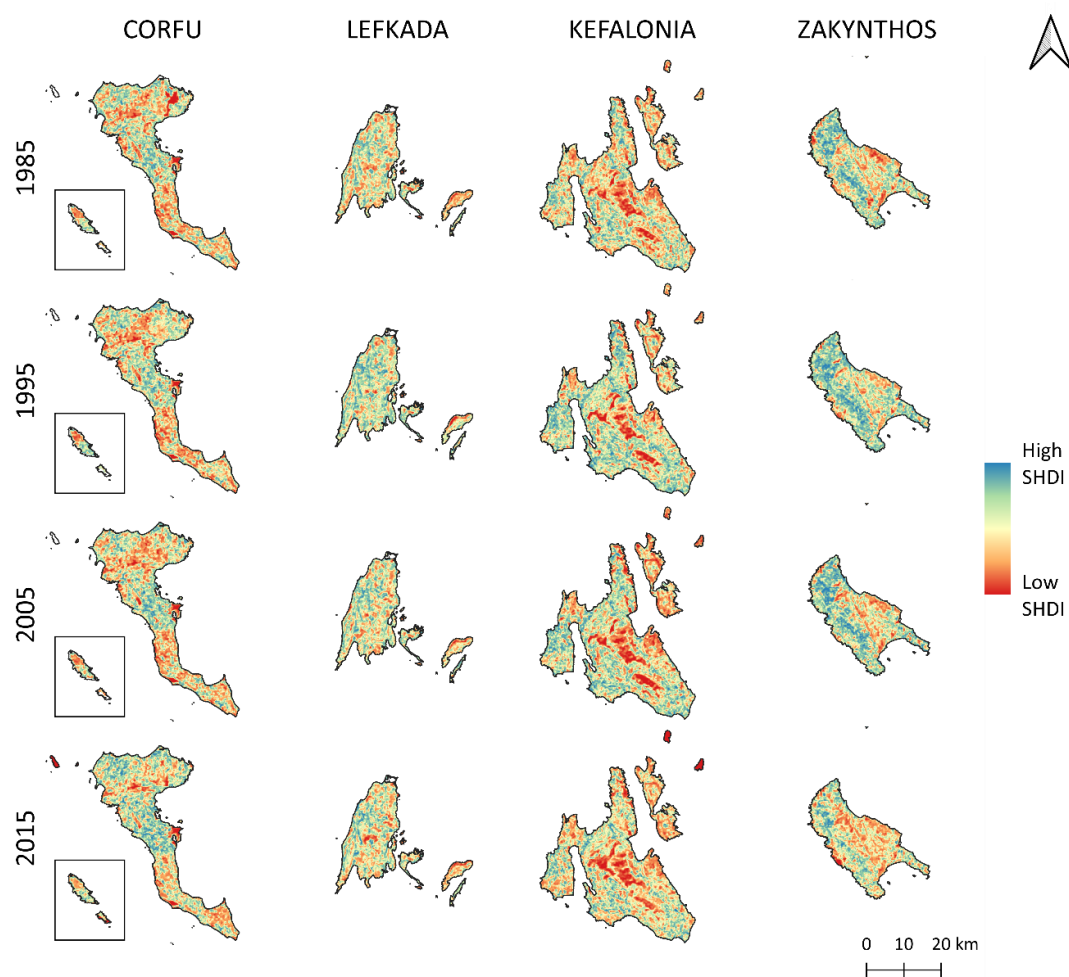 CORFU
LEFKADA
KEFALONIA
ZAKYNTHOS
1985
1995
High
SHDI
Low
SHDI
2005
2015
0 10 20 km